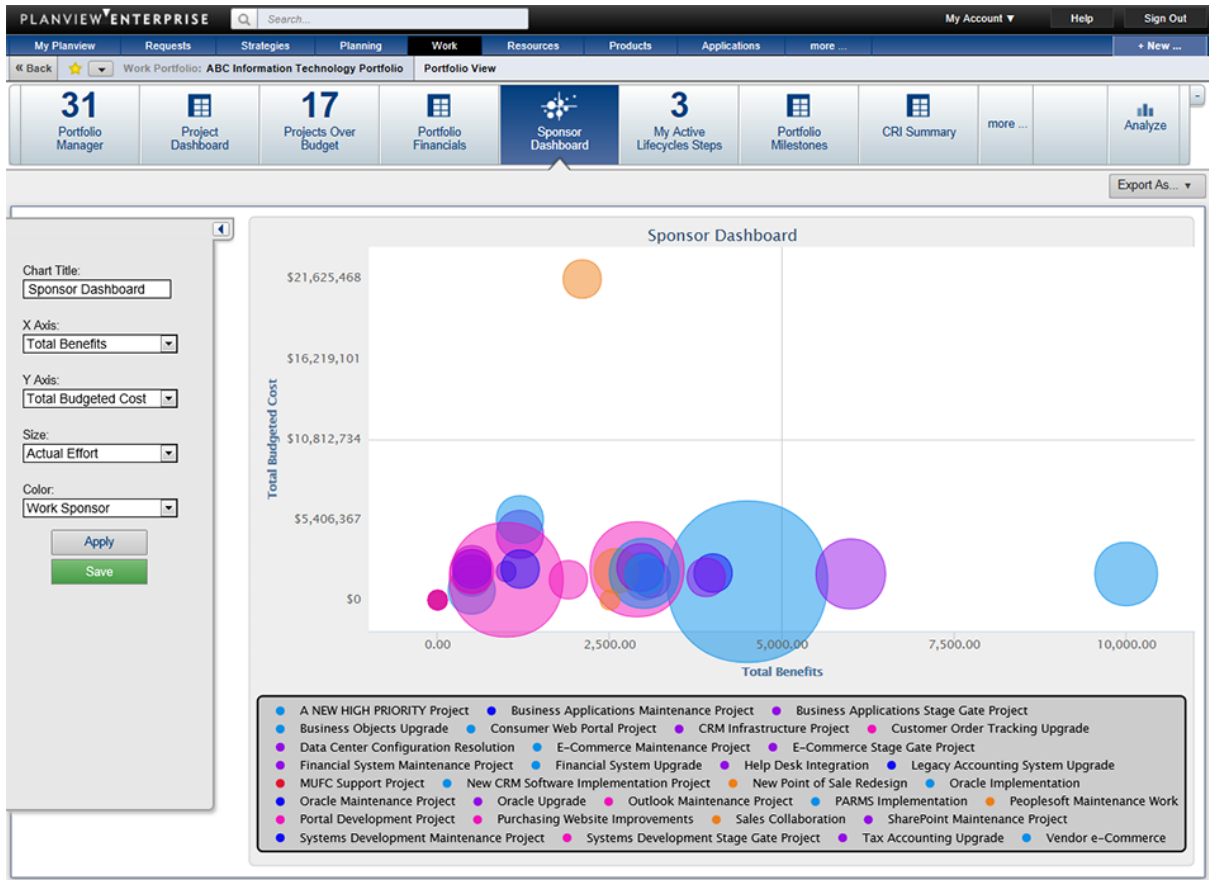 PLANVIEW ENTERPRISE Search... My Account ▼ Help Sign Out
My Planview Requests Strategies Planning Work Resources Products Applications more ... + New ...
« Back Work Portfolio: ABC Information Technology Portfolio Portfolio View
31 17 3
Portfolio Manager
Project Dashboard
Projects Over Budget
Portfolio Financials
Sponsor Dashboard
My Active Lifecycles Steps
Portfolio Milestones
CRI Summary
more ...
Analyze
-
Export As... ▼
Chart Title:
Sponsor Dashboard
X Axis:
Total Benefits
Y Axis:
Total Budgeted Cost
Size:
Actual Effort
Color:
Work Sponsor
Apply
Save
Sponsor Dashboard
$21,625,468
$16,219,101
$10,812,734
$5,406,367
$0
Total Budgeted Cost
0.00 2,500.00 5,000.00 7,500.00 10,000.00
Total Benefits
A NEW HIGH PRIORITY Project Business Applications Maintenance Project Business Applications Stage Gate Project
Business Objects Upgrade Consumer Web Portal Project CRM Infrastructure Project Customer Order Tracking Upgrade
Data Center Configuration Resolution E-Commerce Maintenance Project E-Commerce Stage Gate Project
Financial System Maintenance Project Financial System Upgrade Help Desk Integration Legacy Accounting System Upgrade
MUFC Support Project New CRM Software Implementation Project New Point of Sale Redesign Oracle Implementation
Oracle Maintenance Project Oracle Upgrade Outlook Maintenance Project PARMS Implementation Peoplesoft Maintenance Work
Portal Development Project Purchasing Website Improvements Sales Collaboration SharePoint Maintenance Project
Systems Development Maintenance Project Systems Development Stage Gate Project Tax Accounting Upgrade Vendor e-Commerce